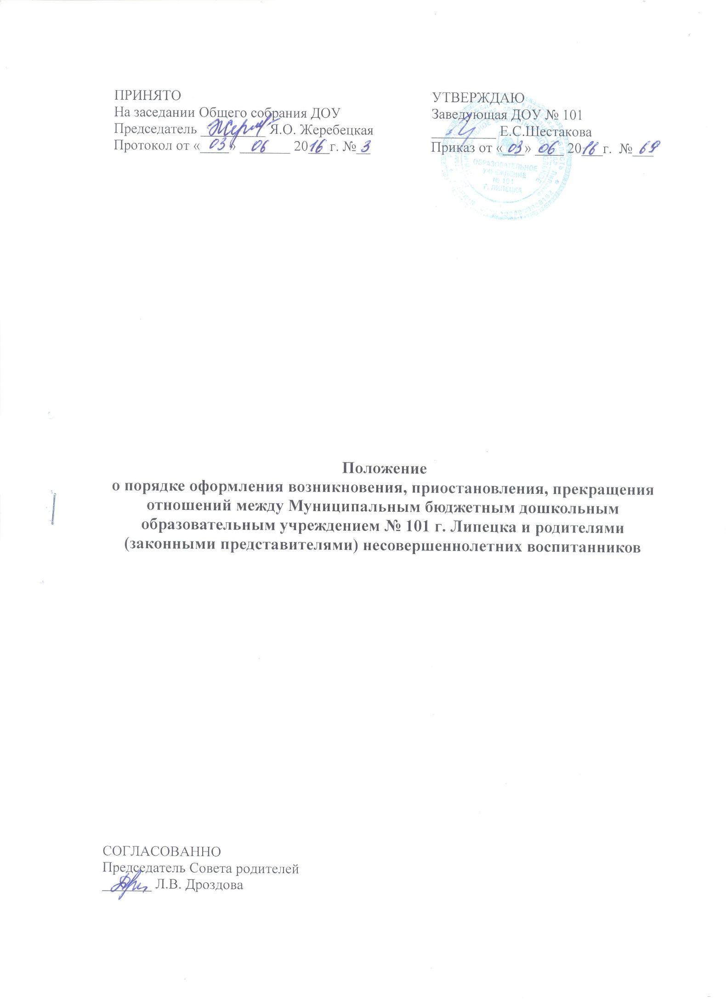 ПРИНЯТО
На заседании Общего собрания ДОУ
Председатель _________ Я.О. Жеребецкая
Протокол от «03» 06 2016 г. № 3
УТВЕРЖДАЮ
Заведующая ДОУ № 101
_________ Е.С.Шестакова
Приказ от «03» 06 2016 г. № 69
ОБРАЗОВАТЕЛЬНОЕ
УЧРЕЖДЕНИЕ
№ 101
Г. ЛИПЕЦКА
Положение
о порядке оформления возникновения, приостановления, прекращения
отношений между Муниципальным бюджетным дошкольным
образовательным учреждением № 101 г. Липецка и родителями
(законными представителями) несовершеннолетних воспитанников
СОГЛАСОВАННО
Председатель Совета родителей
_______ Л.В. Дроздова